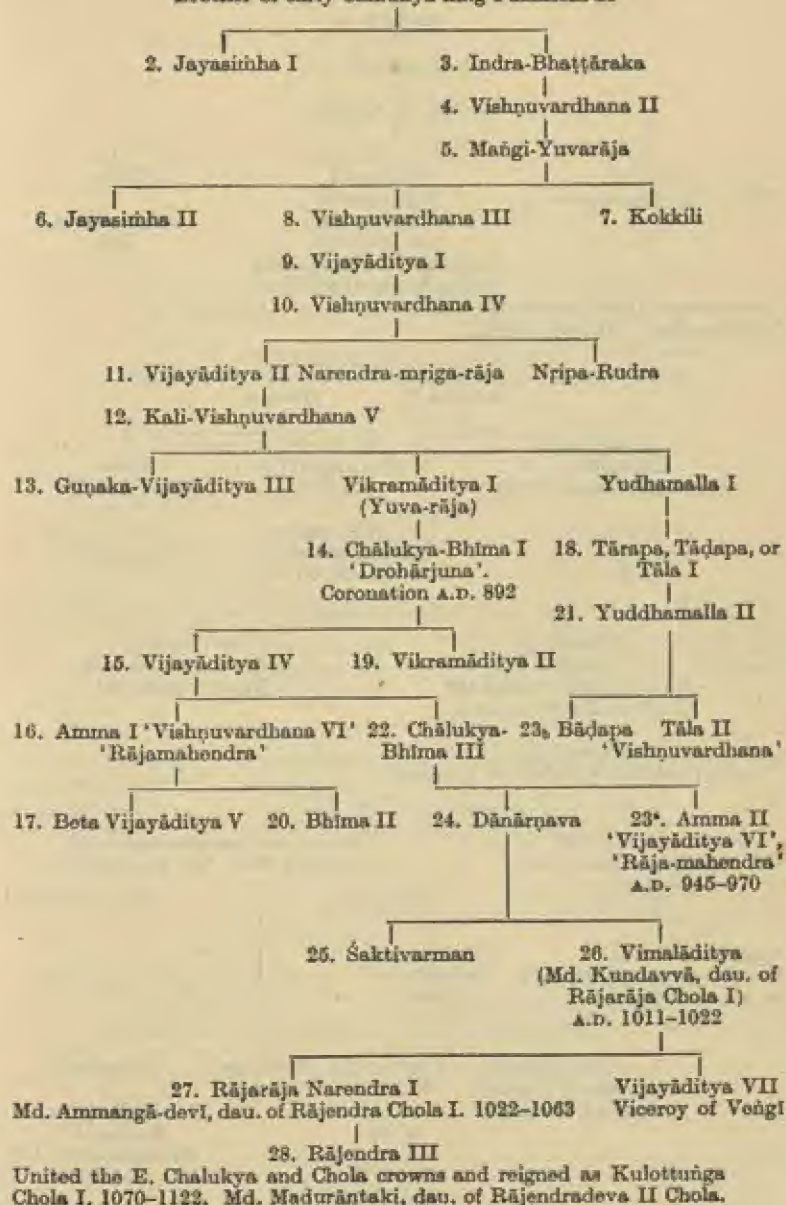 2. Jayasiṁha I 3. Indra-Bhaṭṭāraka
4. Vishṇuvardhana II
5. Maṅgi-Yuvarāja
6. Jayasiṁha II 8. Vishṇuvardhana III 7. Kokkili
9. Vijayāditya I
10. Vishṇuvardhana IV
11. Vijayāditya II Narendra-mṛiga-rāja Nṛipa-Rudra
12. Kali-Vishṇuvardhana V
13. Guṇaka-Vijayāditya III Vikramāditya I Yudhamalla I
(Yuva-rāja)
14. Chālukya-Bhīma I 18. Tārapa, Tāḍapa, or
'Drohārjuna'. Tāla I
Coronation A.D. 892
21. Yuddhamalla II
15. Vijayāditya IV 19. Vikramāditya II
16. Amma I 'Vishṇuvardhana VI' 22. Chālukya- 23b Bāḍapa Tāla II
'Rājamahendra' Bhīma III 'Vishṇuvardhana'
17. Beta Vijayāditya V 20. Bhīma II 24. Dānārṇava 23a. Amma II
'Vijayāditya VI',
'Rāja-mahendra'
A.D. 945–970
25. Śaktivarman 26. Vimalāditya
(Md. Kundavvā, dau. of
Rājarāja Chola I)
A.D. 1011–1022
27. Rājarāja Narendra I Vijayāditya VII
Md. Ammangā-devī, dau. of Rājendra Chola I. 1022–1063 Viceroy of Veṅgī
28. Rājendra III
United the E. Chalukya and Chola crowns and reigned as Kulottuṅga
Chola I. 1070–1122. Md. Madurāntakī, dau. of Rājendradeva II Chola.